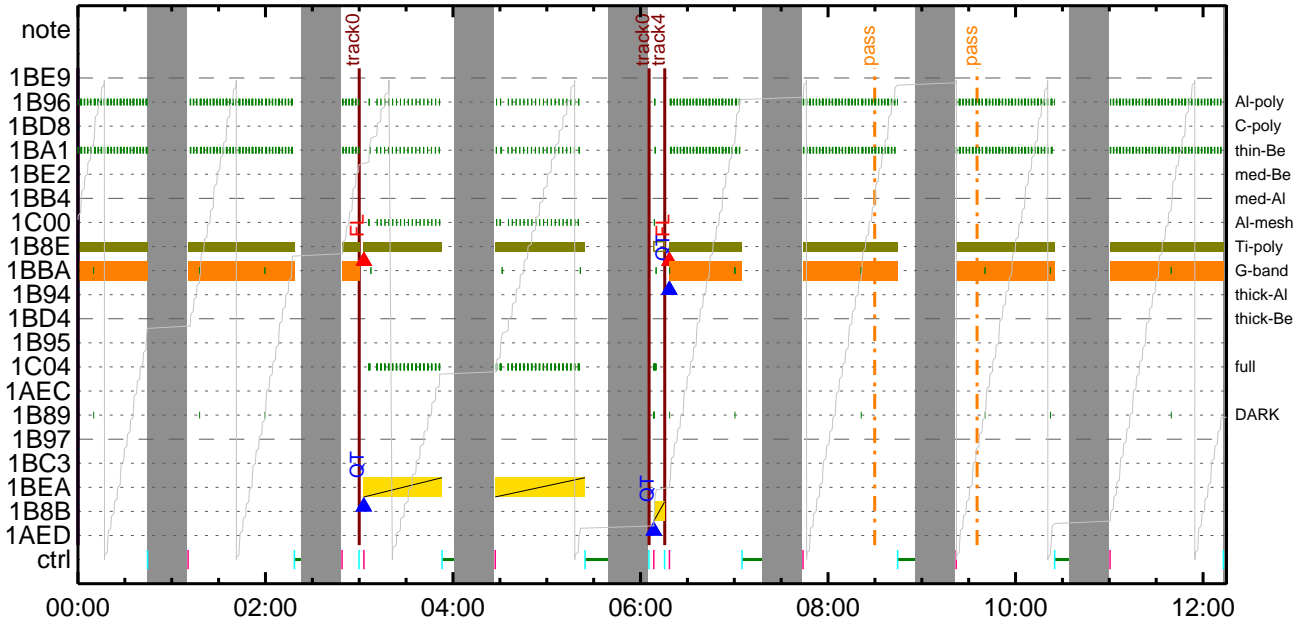 note
track0
track0
track4
pass
pass
1BE9
1B96 Al-poly
1BD8 C-poly
1BA1 thin-Be
1BE2 med-Be
1BB4 med-Al
1C00 FL FL Al-mesh
1B8E QT Ti-poly
1BBA G-band
1B94 thick-Al
1BD4 thick-Be
1B95
1C04 full
1AEC
1B89 DARK
1B97
1BC3 QT
1BEA QT
1B8B
1AED
ctrl
00:00 02:00 04:00 06:00 08:00 10:00 12:00